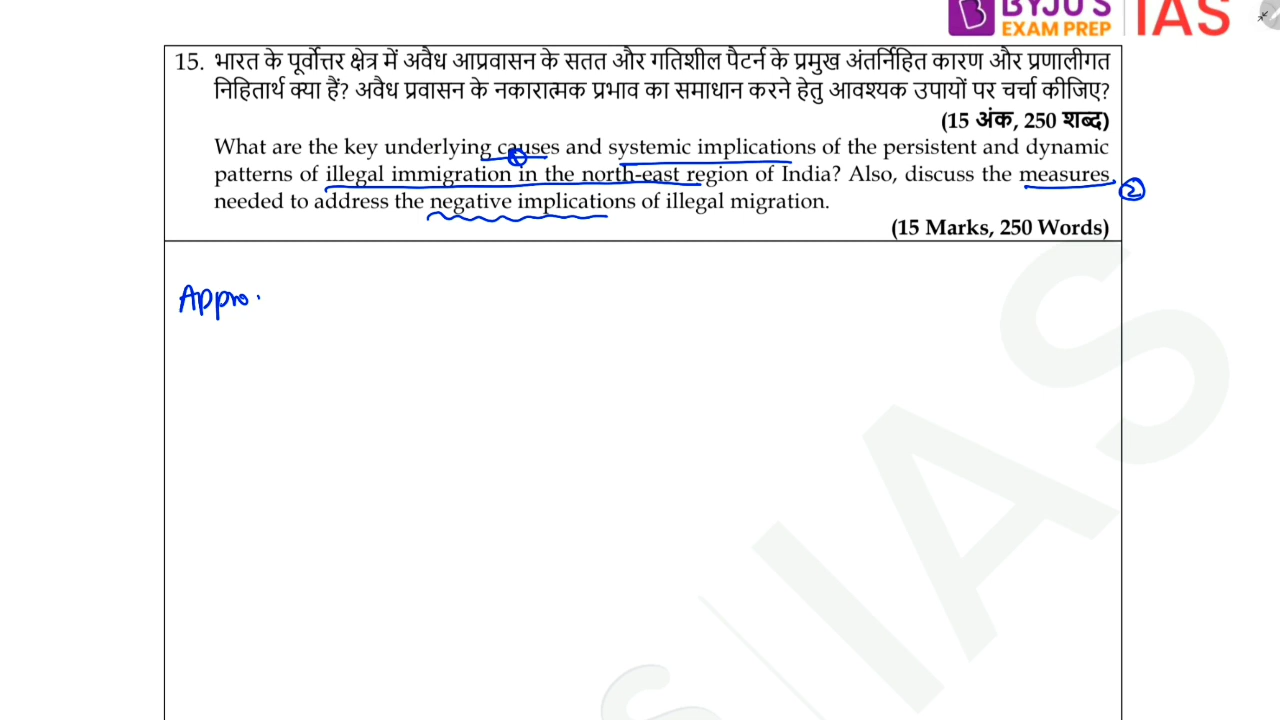 BYJU'S IAS
EXAM PREP
15. भारत के पूर्वोत्तर क्षेत्र में अवैध आप्रवासन के सतत और गतिशील पैटर्न के प्रमुख अंतर्निहित कारण और प्रणालीगत
निहितार्थ क्या हैं? अवैध प्रवासन के नकारात्मक प्रभाव का समाधान करने हेतु आवश्यक उपायों पर चर्चा कीजिए?
(15 अंक, 250 शब्द)
What are the key underlying causes and systemic implications of the persistent and dynamic
patterns of illegal immigration in the north-east region of India? Also, discuss the measures
needed to address the negative implications of illegal migration.
2
(15 Marks, 250 Words)
Appro.
IAS
S